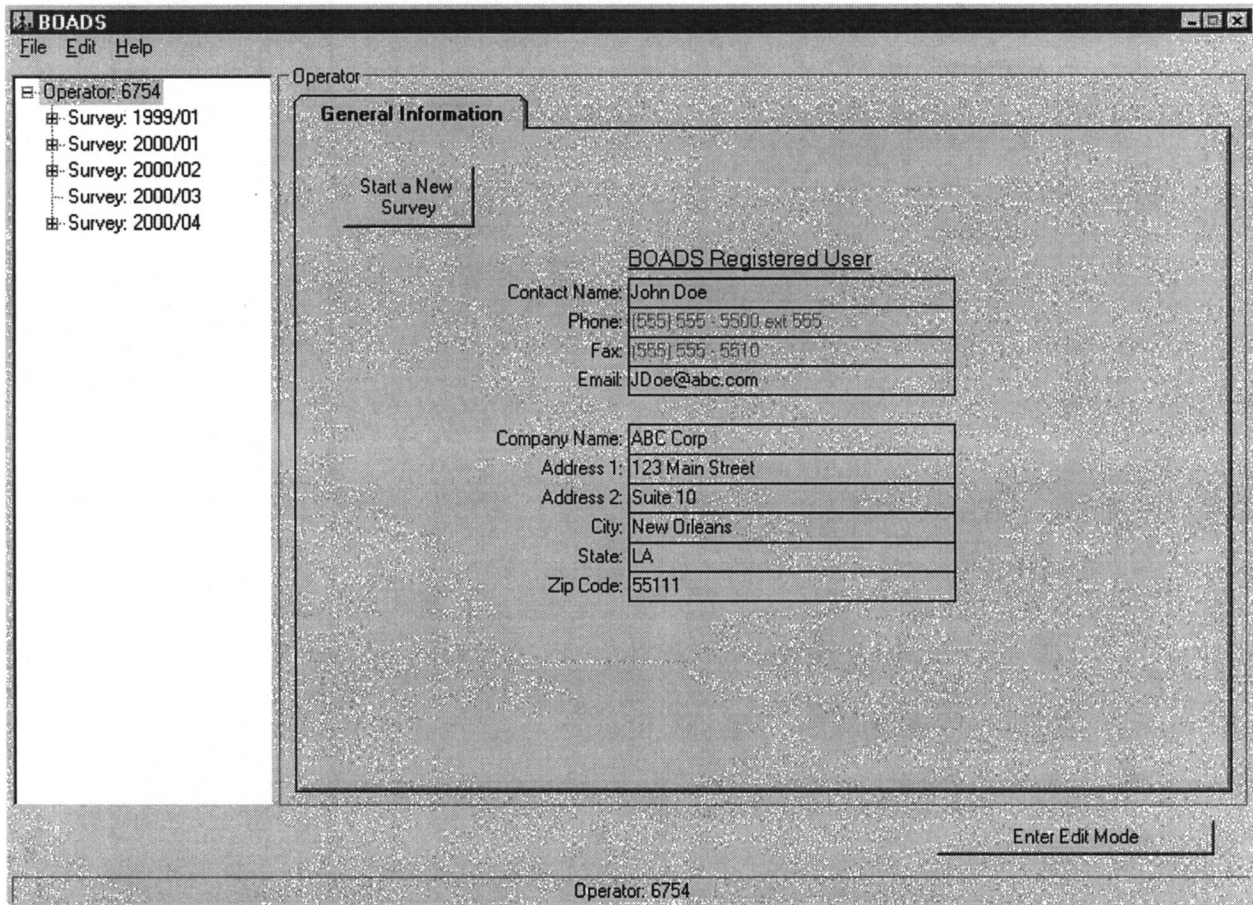 BOADS
File Edit Help
Operator: 6754
Survey: 1999/01
Survey: 2000/01
Survey: 2000/02
Survey: 2000/03
Survey: 2000/04
Operator
General Information
Start a New
Survey
BOADS Registered User
Contact Name: John Doe
Phone: (555) 555 - 5500 ext 555
Fax: (555) 555 - 5510
Email: JDoe@abc.com
Company Name: ABC Corp
Address 1: 123 Main Street
Address 2: Suite 10
City: New Orleans
State: LA
Zip Code: 55111
Enter Edit Mode
Operator: 6754